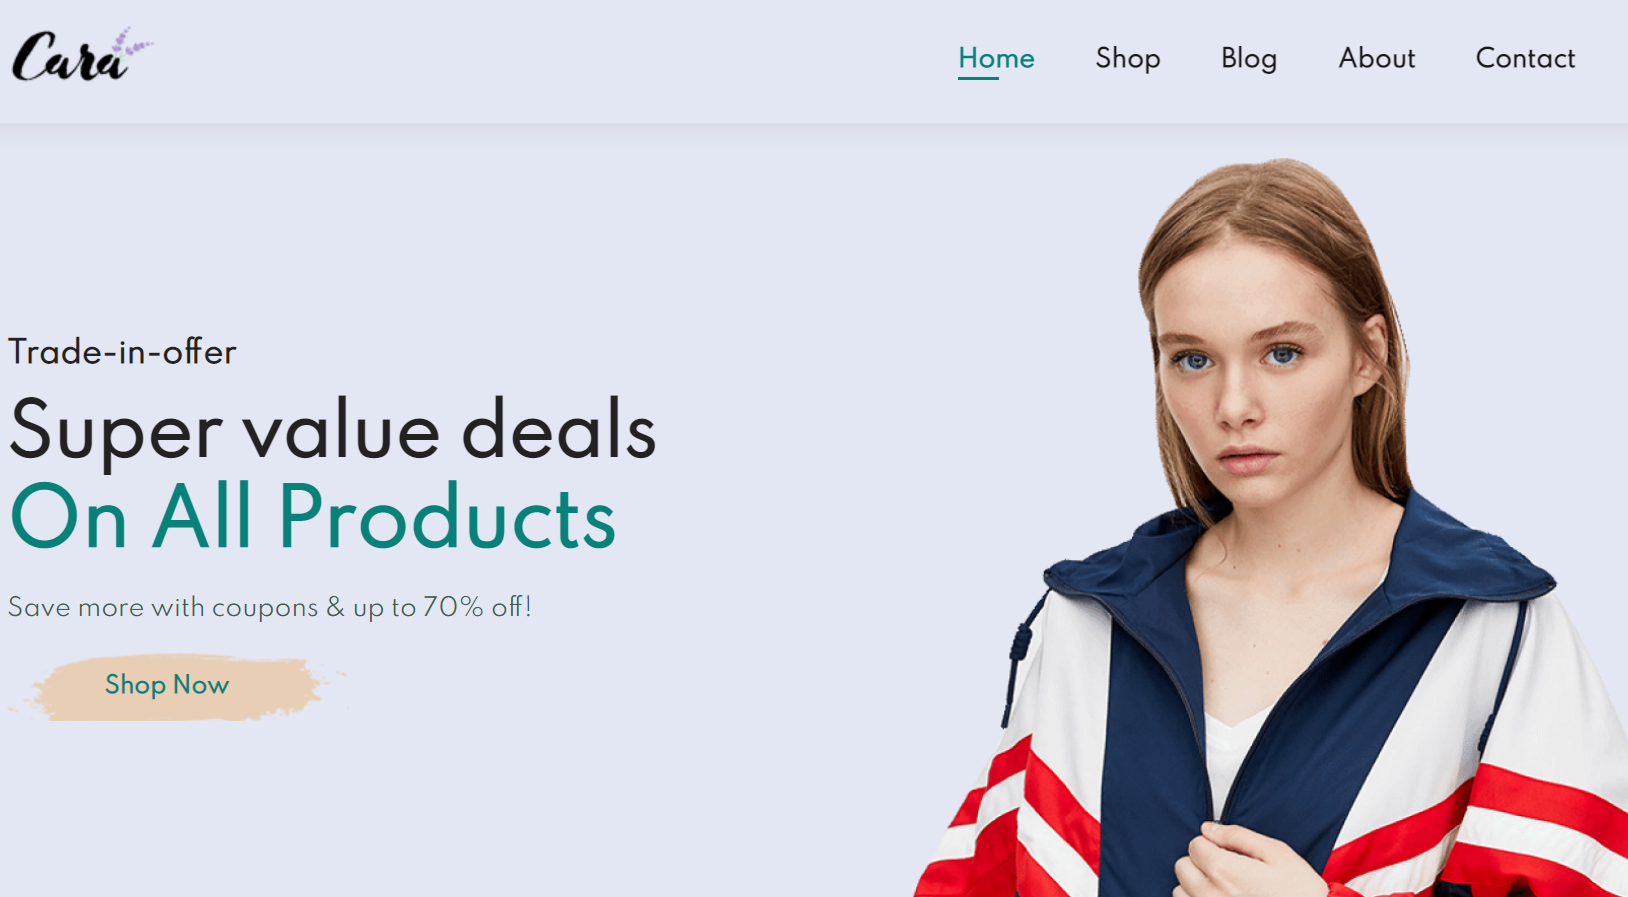 Cara
Home Shop Blog About Contact
Trade-in-offer
Super value deals
On All Products
Save more with coupons & up to 70% off!
Shop Now